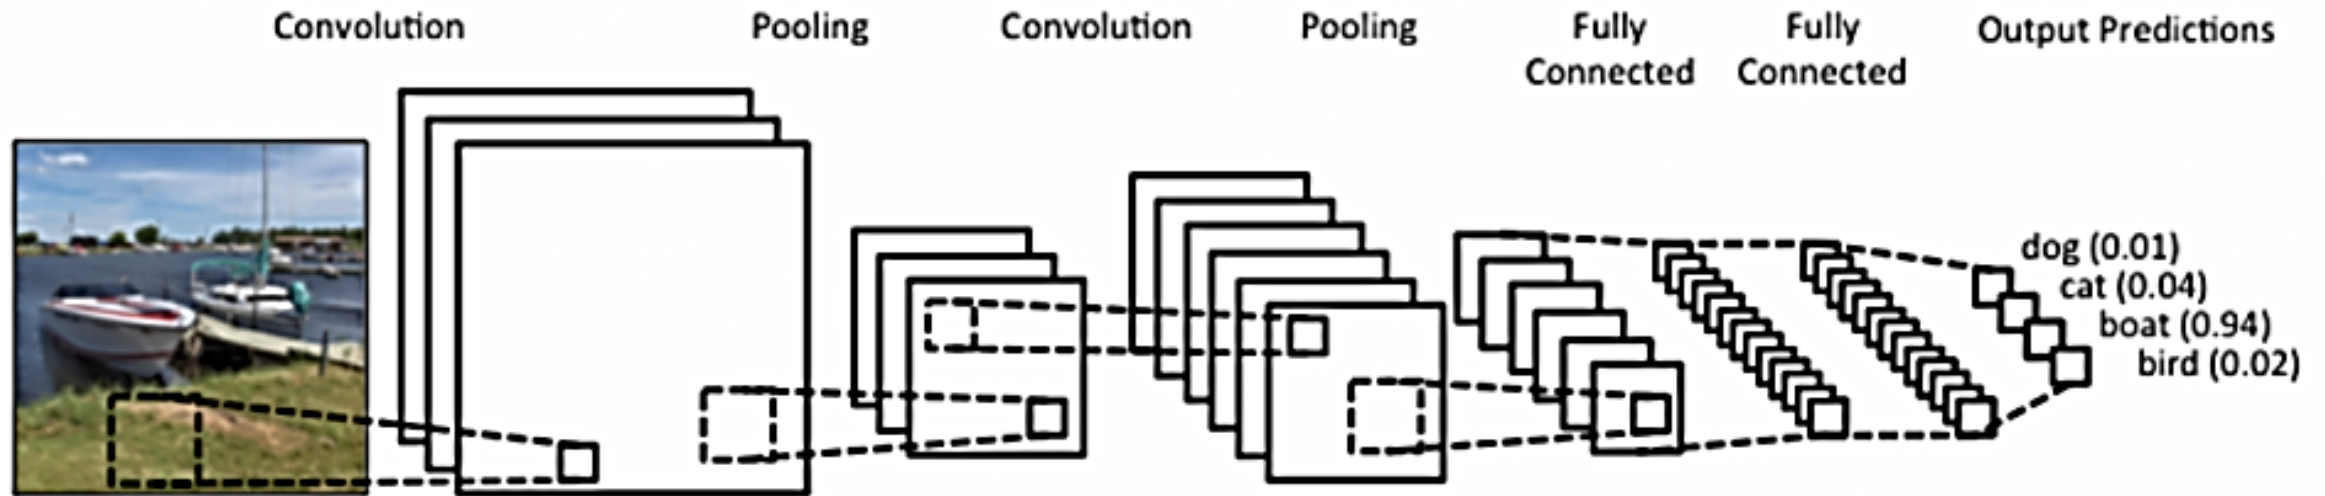 Convolution
Pooling
Convolution
Pooling
Fully
Connected
Fully
Connected
Output Predictions
dog (0.01)
cat (0.04)
boat (0.94)
bird (0.02)